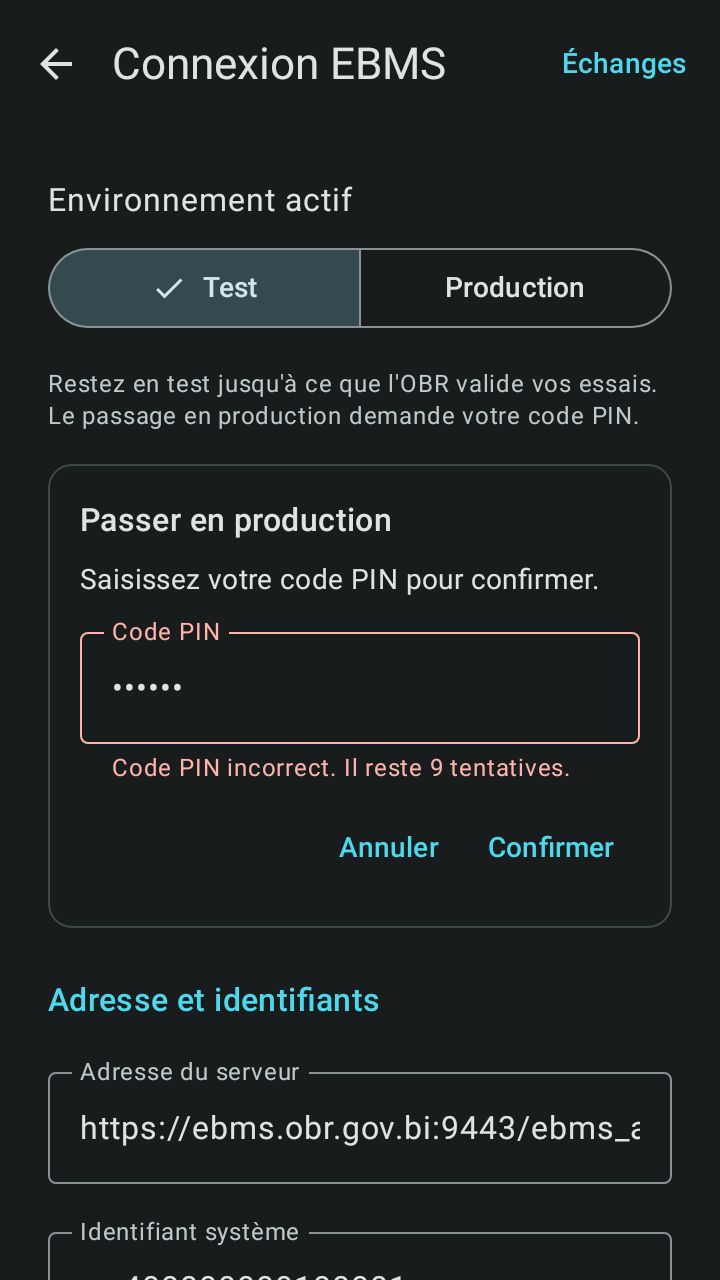 Connexion EBMS
Échanges
Environnement actif
Test
Production
Restez en test jusqu'à ce que l'OBR valide vos essais.
Le passage en production demande votre code PIN.
Passer en production
Saisissez votre code PIN pour confirmer.
Code PIN
••••••
Code PIN incorrect. Il reste 9 tentatives.
Annuler
Confirmer
Adresse et identifiants
Adresse du serveur
https://ebms.obr.gov.bi:9443/ebms_a
Identifiant système